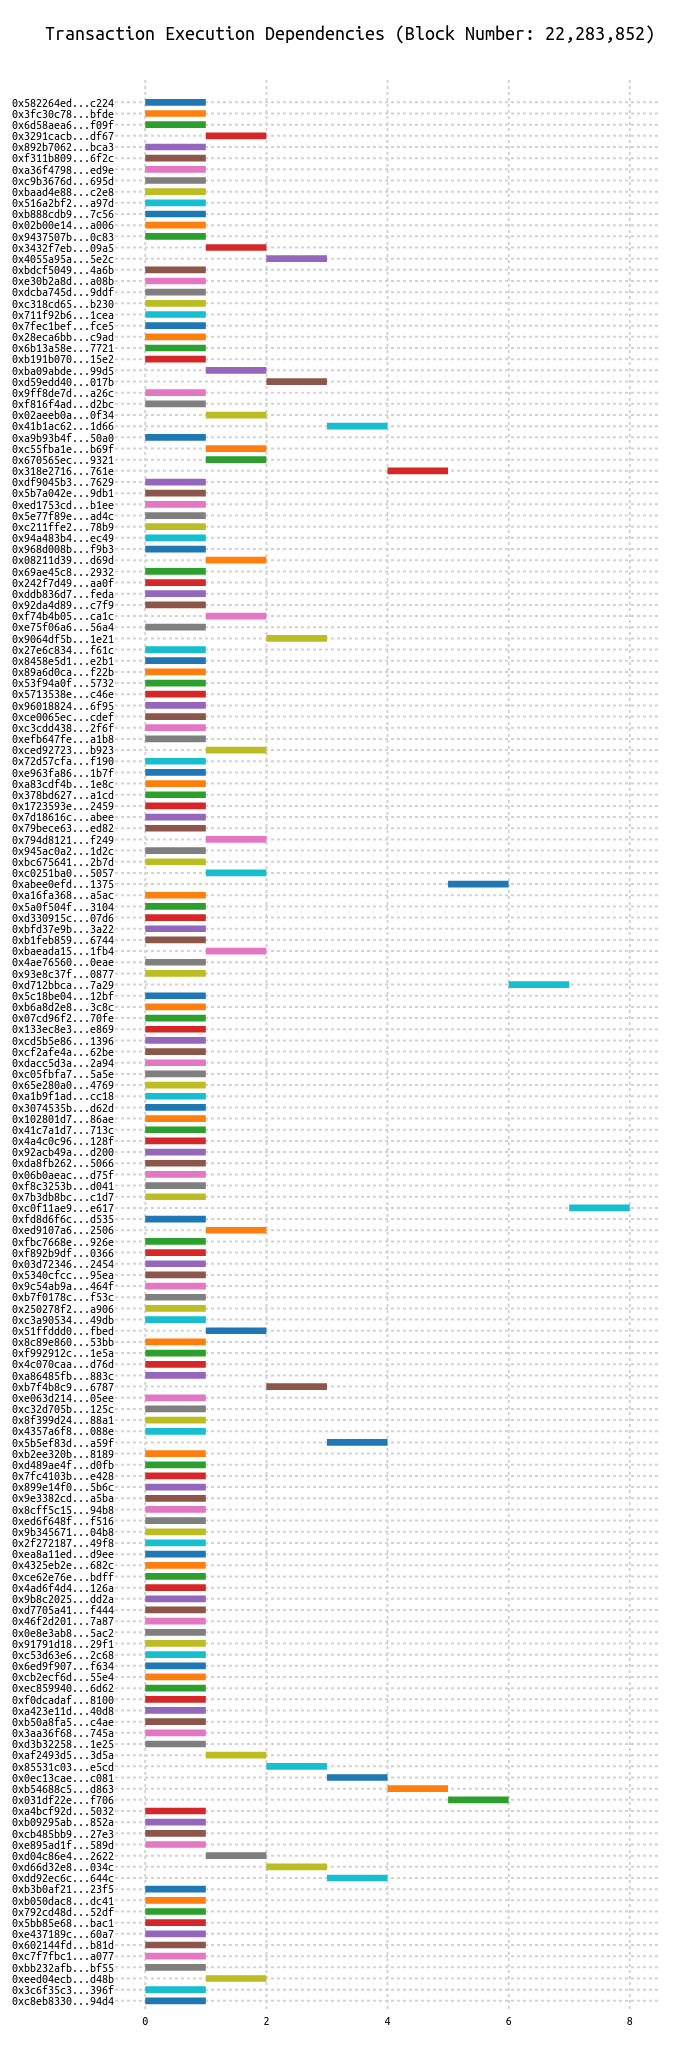 Transaction Execution Dependencies (Block Number: 22,283,852)
0x582264ed...c224
0x3fc30c78...bfde
0x6d58aea6...f09f
0x3291cacb...df67
0x892b7062...bca3
0xf311b809...6f2c
0xa36f4798...ed9e
0xc9b3676d...695d
0xbaad4e88...c2e8
0x516a2bf2...a97d
0xb888cdb9...7c56
0x02b00e14...a006
0x9437507b...0c83
0x3432f7eb...09a5
0x4055a95a...5e2c
0xbdcf5049...4a6b
0xe30b2a8d...a08b
0xdcba745d...9ddf
0xc318cd65...b230
0x711f92b6...1cea
0x7fec1bef...fce5
0x28eca6bb...c9ad
0x6b13a58e...7721
0xb191b070...15e2
0xba09abde...99d5
0xd59edd40...017b
0x9ff8de7d...a26c
0xf816f4ad...d2bc
0x02aeeb0a...0f34
0x41b1ac62...1d66
0xa9b93b4f...50a0
0xc55fba1e...b69f
0x670565ec...9321
0x318e2716...761e
0xdf9045b3...7629
0x5b7a042e...9db1
0xed1753cd...b1ee
0x5e77f89e...ad4c
0xc211ffe2...78b9
0x94a483b4...ec49
0x968d008b...f9b3
0x08211d39...d69d
0x69ae45c8...2932
0x242f7d49...aa0f
0xddb836d7...feda
0x92da4d89...c7f9
0xf74b4b05...ca1c
0xe75f06a6...56a4
0x9064df5b...1e21
0x27e6c834...f61c
0x8458e5d1...e2b1
0x89a6d0ca...f22b
0x53f94a0f...5732
0x5713538e...c46e
0x96018824...6f95
0xce0065ec...cdef
0xc3cdd438...2f6f
0xefb647fe...a1b8
0xced92723...b923
0x72d57cfa...f190
0xe963fa86...1b7f
0xa83cdf4b...1e8c
0x378bd627...a1cd
0x1723593e...2459
0x7d18616c...abee
0x79bece63...ed82
0x794d8121...f249
0x945ac0a2...1d2c
0xbc675641...2b7d
0xc0251ba0...5057
0xabee0efd...1375
0xa16fa368...a5ac
0x5a0f504f...3104
0xd330915c...07d6
0xbfd37e9b...3a22
0xb1feb859...6744
0xbaeada15...1fb4
0x4ae76560...0eae
0x93e8c37f...0877
0xd712bbca...7a29
0x5c18be04...12bf
0xb6a8d2e8...3c8c
0x07cd96f2...70fe
0x133ec8e3...e869
0xcd5b5e86...1396
0xcf2afe4a...62be
0xdacc5d3a...2a94
0xc05fbfa7...5a5e
0x65e280a0...4769
0xa1b9f1ad...cc18
0x3074535b...d62d
0x102801d7...86ae
0x41c7a1d7...713c
0x4a4c0c96...128f
0x92acb49a...d200
0xda8fb262...5066
0x06b0aeac...d75f
0xf8c3253b...d041
0x7b3db8bc...c1d7
0xc0f11ae9...e617
0xfd8d6f6c...d535
0xed9107a6...2506
0xfbc7668e...926e
0xf892b9df...0366
0x03d72346...2454
0x5340cfcc...95ea
0x9c54ab9a...464f
0xb7f0178c...f53c
0x250278f2...a906
0xc3a90534...49db
0x51ffddd0...fbed
0x8c89e860...53bb
0xf992912c...1e5a
0x4c070caa...d76d
0xa86485fb...883c
0xb7f4b8c9...6787
0xe063d214...05ee
0xc32d705b...125c
0x8f399d24...88a1
0x4357a6f8...088e
0x5b5ef83d...a59f
0xb2ee320b...8189
0xd489ae4f...d0fb
0x7fc4103b...e428
0x899e14f0...5b6c
0x9e3382cd...a5ba
0x8cff5c15...94b8
0xed6f648f...f516
0x9b345671...04b8
0x2f272187...49f8
0xea8a11ed...d9ee
0x4325eb2e...682c
0xce62e76e...bdff
0x4ad6f4d4...126a
0x9b8c2025...dd2a
0xd7705a41...f444
0x46f2d201...7a87
0x0e8e3ab8...5ac2
0x91791d18...29f1
0xc53d63e6...2c68
0x6ed9f907...f634
0xcb2ecf6d...55e4
0xec859940...6d62
0xf0dcadaf...8100
0xa423e11d...40d8
0xb50a8fa5...c4ae
0x3aa36f68...745a
0xd3b32258...1e25
0xaf2493d5...3d5a
0x85531c03...e5cd
0x0ec13cae...c081
0xb54688c5...d863
0x031df22e...f706
0xa4bcf92d...5032
0xb09295ab...852a
0xcb485bb9...27e3
0xe895ad1f...589d
0xd04c86e4...2622
0xd66d32e8...034c
0xdd92ec6c...644c
0xb3b0af21...23f5
0xb050dac8...dc41
0x792cd48d...52df
0x5bb85e68...bac1
0xe437189c...60a7
0x602144fd...b81d
0xc7f7fbc1...a077
0xbb232afb...bf55
0xeed04ecb...d48b
0x3c6f35c3...396f
0xc8eb8330...94d4
0 2 4 6 8